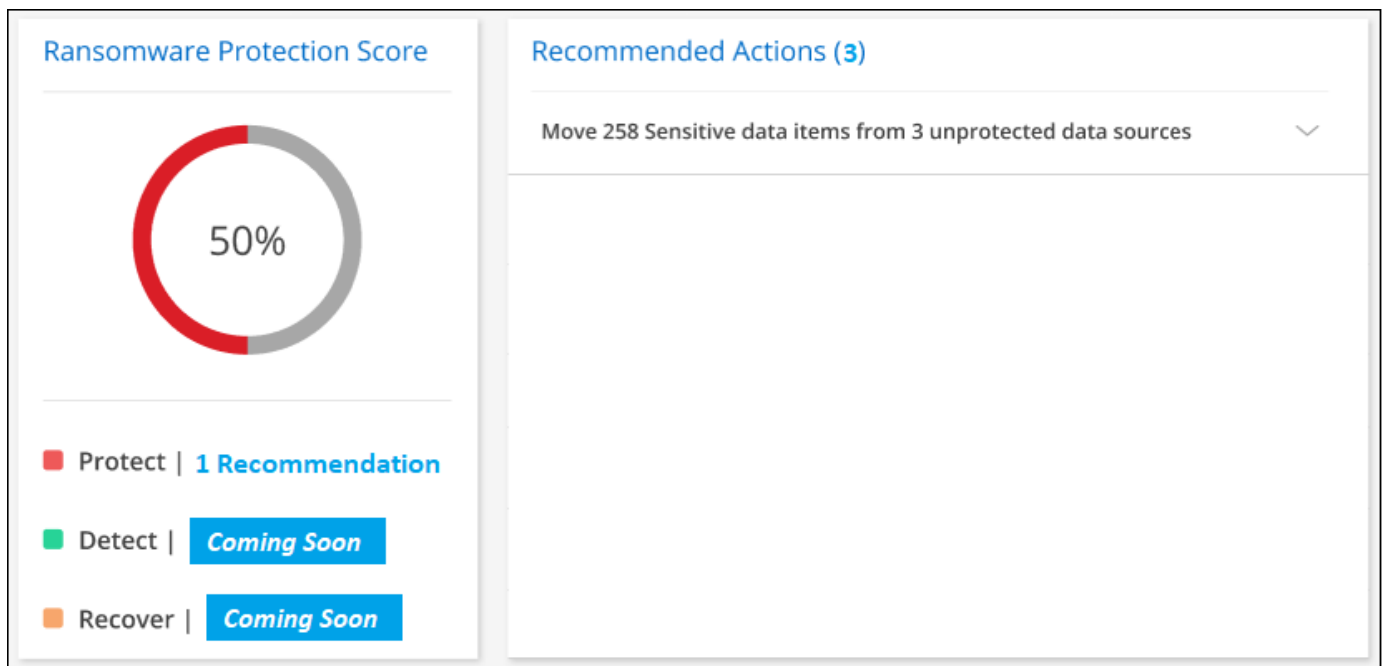 Ransomware Protection Score
50%
Protect | 1 Recommendation
Detect | Coming Soon
Recover | Coming Soon
Recommended Actions (3)
Move 258 Sensitive data items from 3 unprotected data sources